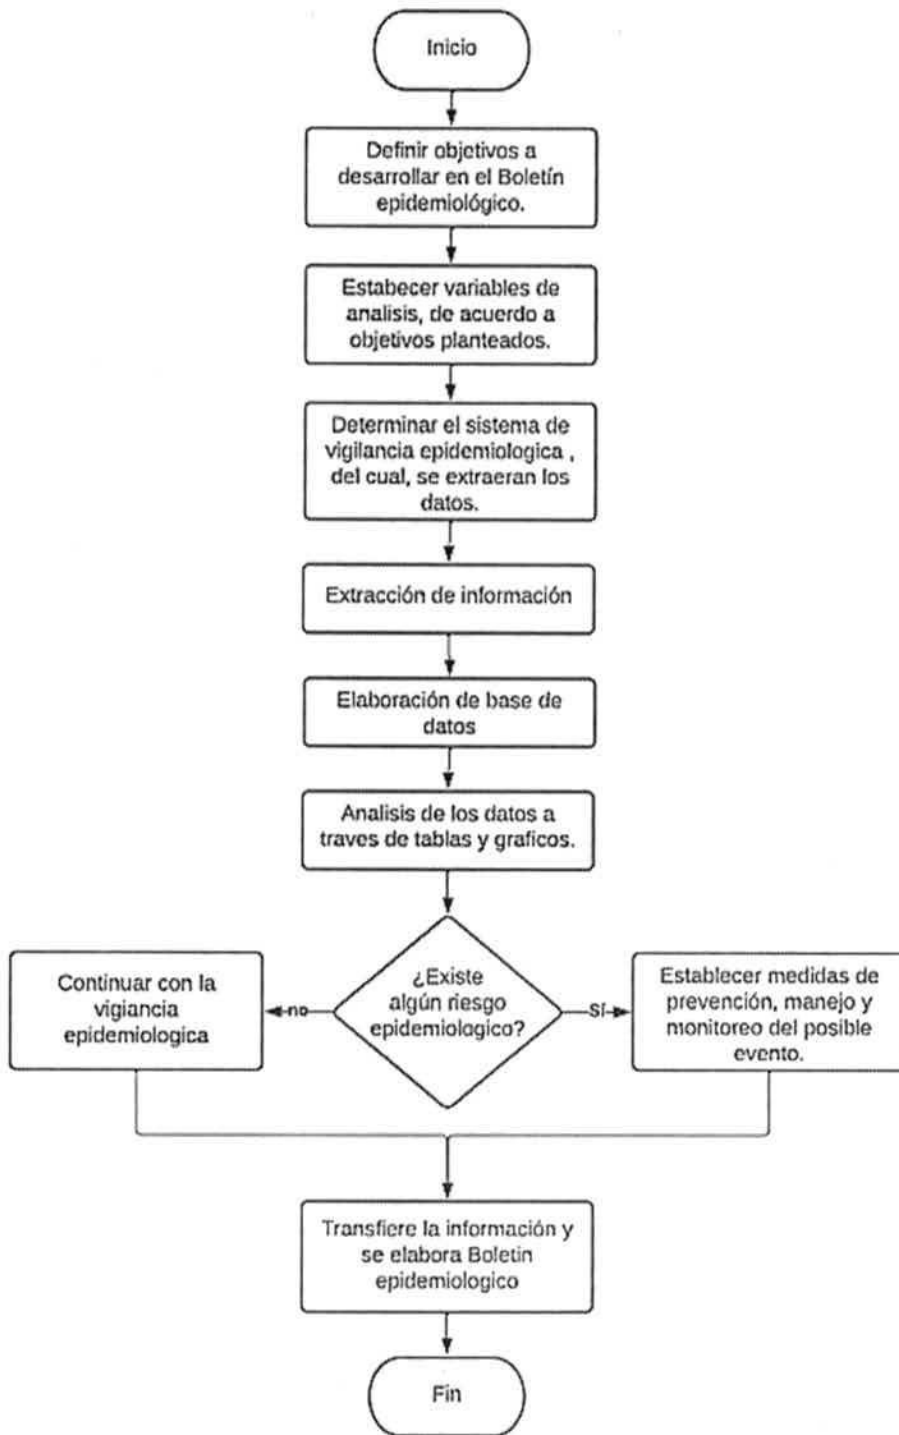 Inicio
Definir objetivos a
desarrollar en el Boletín
epidemiológico.
Estabecer variables de
analisis, de acuerdo a
objetivos planteados.
Determinar el sistema de
vigilancia epidemiologica ,
del cual, se extraeran los
datos.
Extracción de información
Elaboración de base de
datos
Analisis de los datos a
traves de tablas y graficos.
¿Existe
algún riesgo
epidemiologico?
no
Sí
Continuar con la
vigiancia
epidemiologica
Establecer medidas de
prevención, manejo y
monitoreo del posible
evento.
Transfiere la información y
se elabora Boletin
epidemiologico
Fin